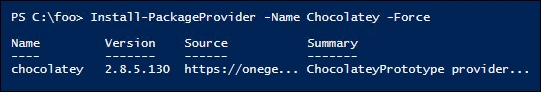 PS C:\foo> Install-PackageProvider -Name Chocolatey -Force
Name Version Source Summary
---- ------- ------ -------
chocolatey 2.8.5.130 https://onege... ChocolateyPrototype provider...